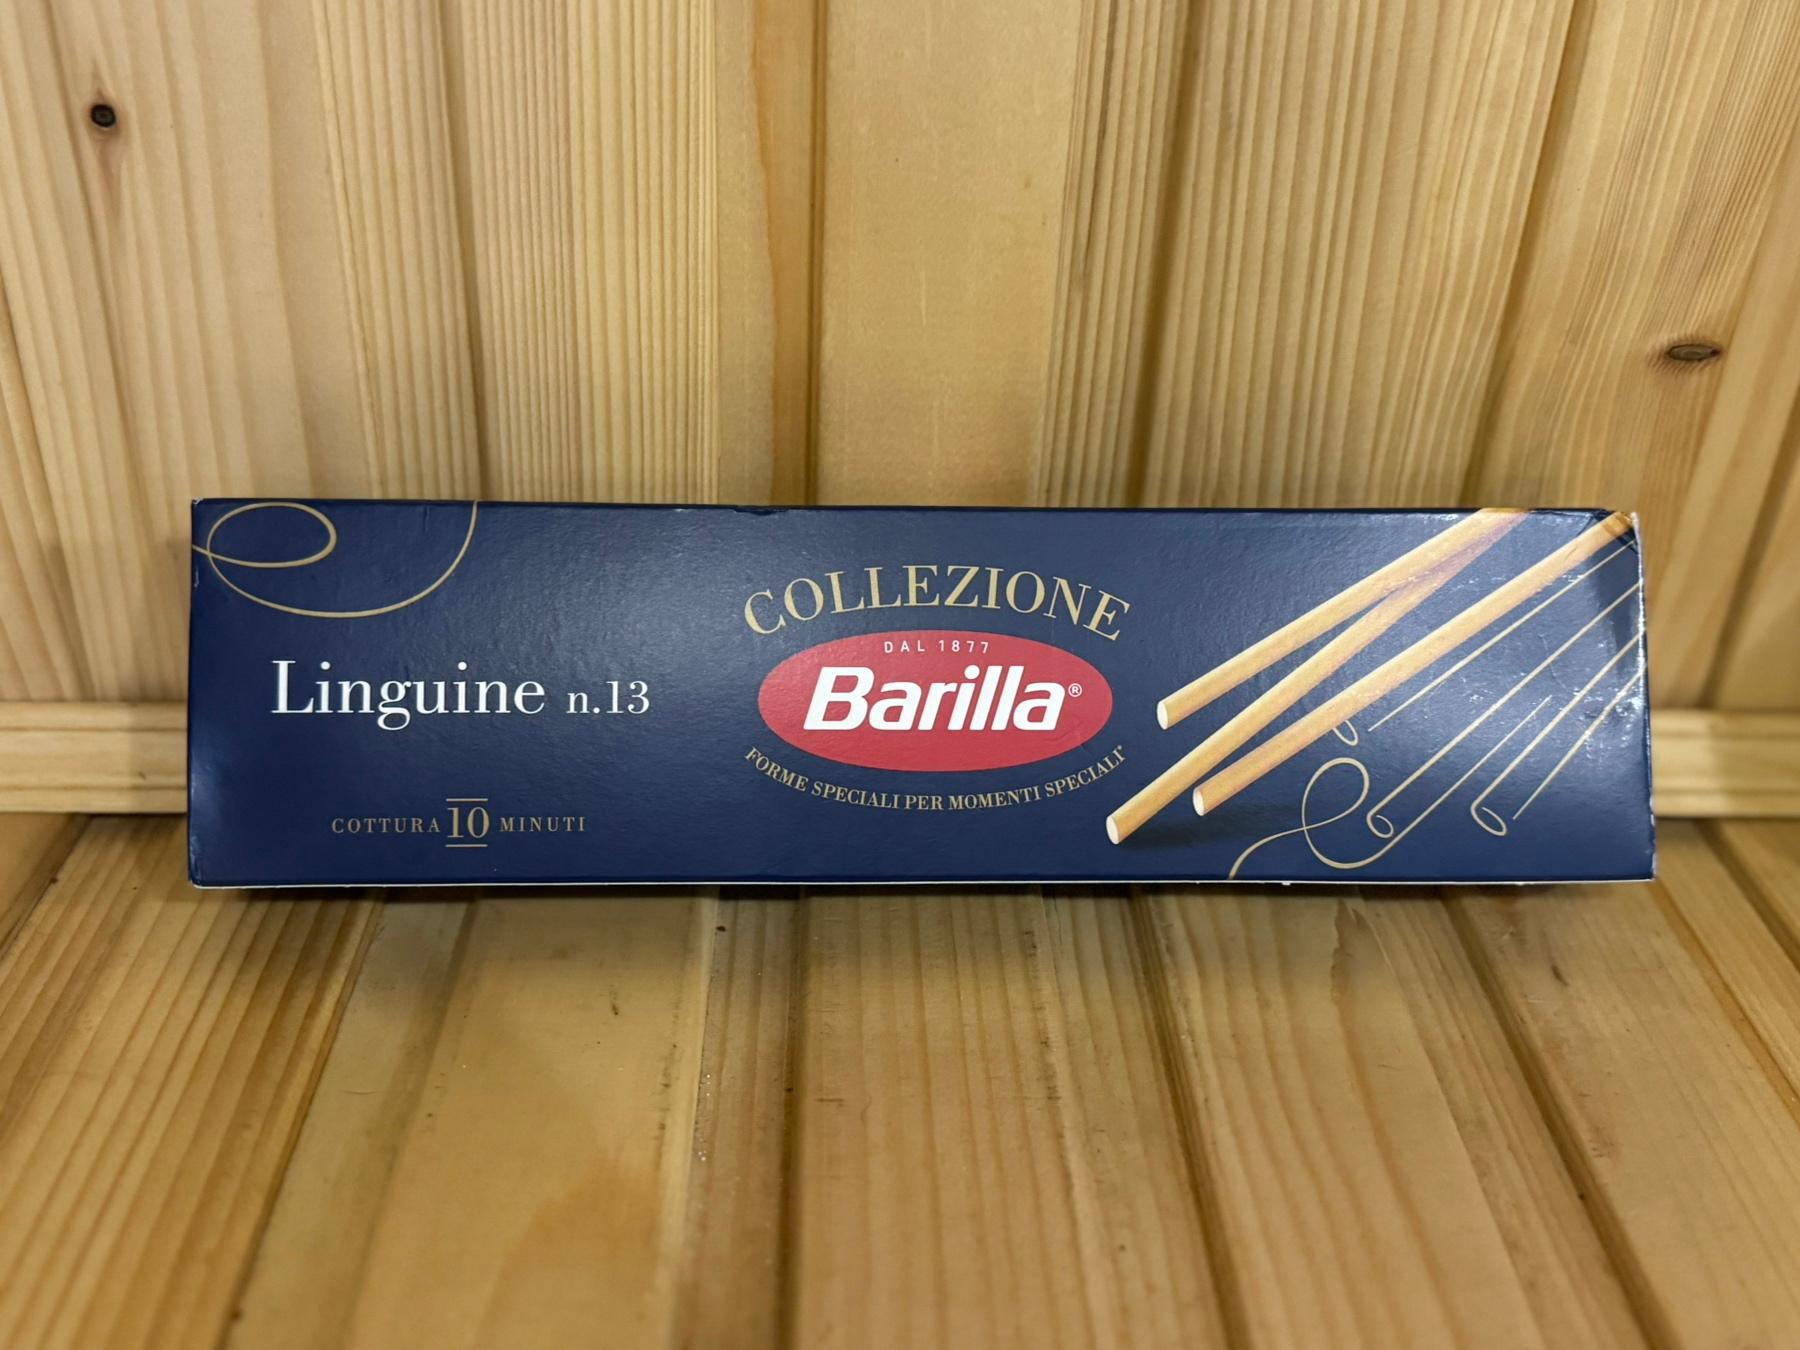 COLLEZIONE
DAL 1877
Barilla®
FORME SPECIALI PER MOMENTI SPECIALI*
Linguine n.13
COTTURA 10 MINUTI